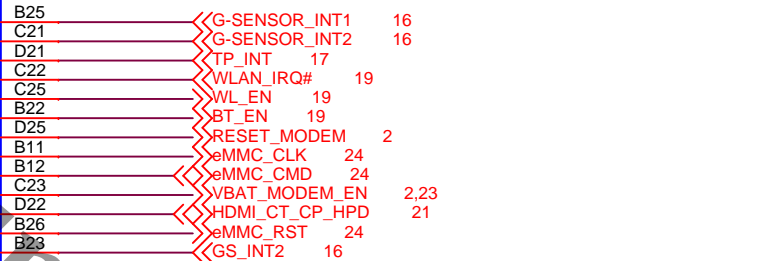 B25 G-SENSOR_INT1 16
C21 G-SENSOR_INT2 16
D21 TP_INT 17
C22 WLAN_IRQ# 19
C25 WL_EN 19
B22 BT_EN 19
D25 RESET_MODEM 2
B11 eMMC_CLK 24
B12 eMMC_CMD 24
C23 VBAT_MODEM_EN 2,23
D22 HDMI_CT_CP_HPD 21
B26 eMMC_RST 24
B23 GS_INT2 16